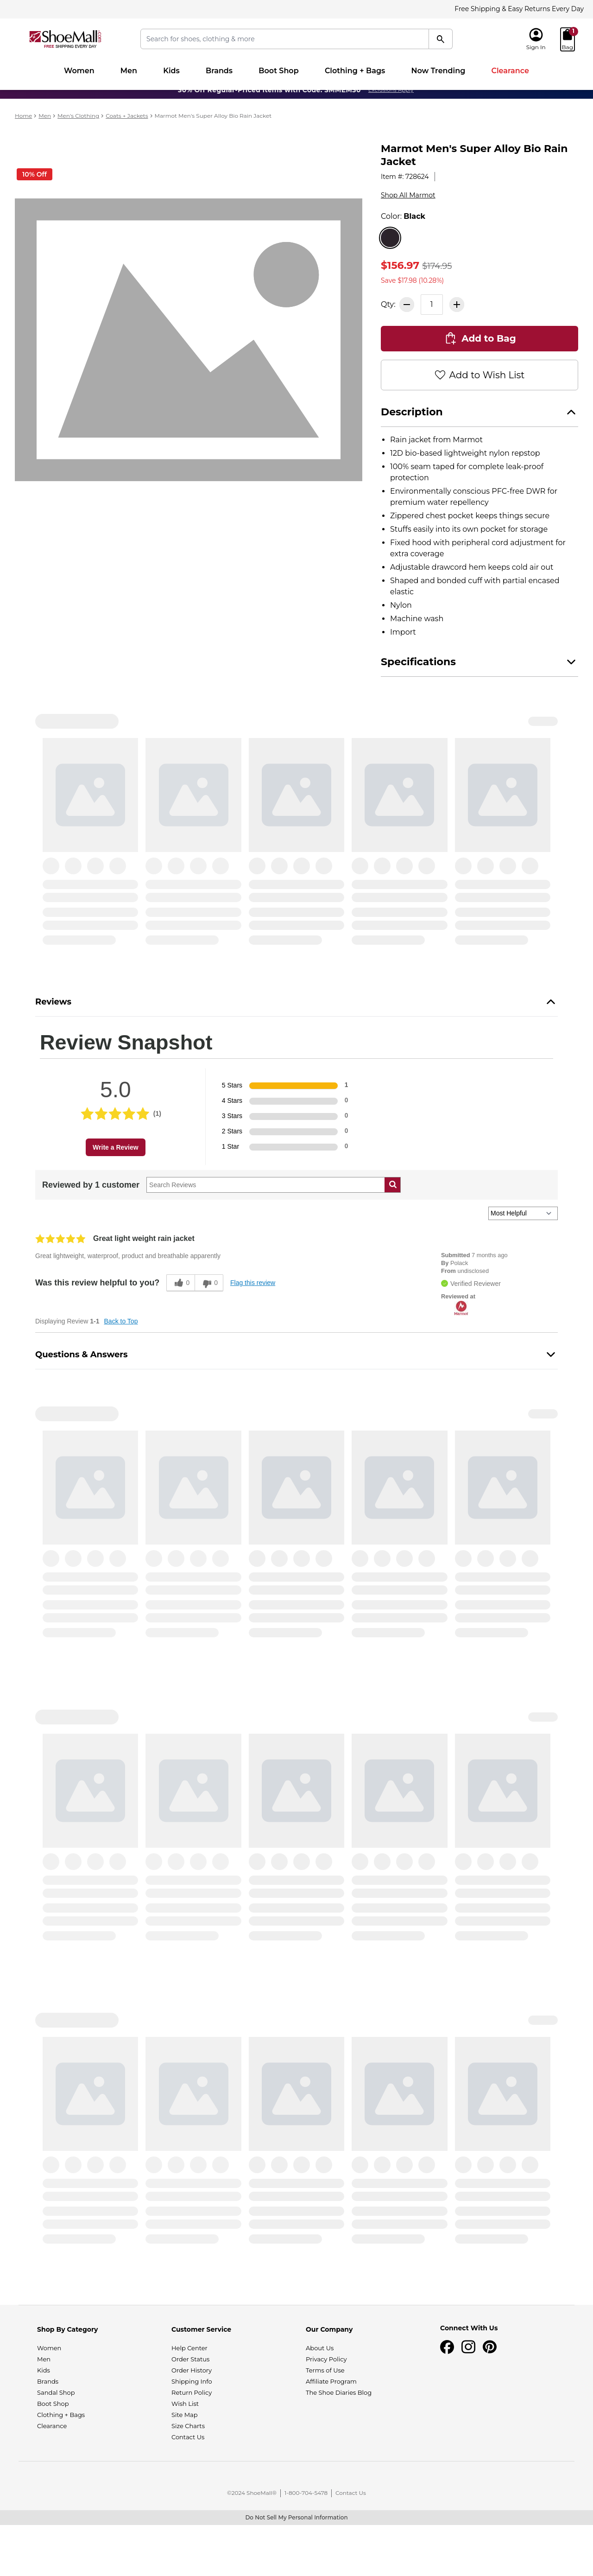 Free Shipping & Easy Returns Every Day
ShoeMall
FREE SHIPPING EVERY DAY
Search for shoes, clothing & more
Sign In
1
Bag
Women Men Kids Brands Boot Shop Clothing + Bags Now Trending Clearance
30% Off Regular-Priced Items with Code: SMMEM30 Exclusions Apply
Home > Men > Men's Clothing > Coats + Jackets > Marmot Men's Super Alloy Bio Rain Jacket
10% Off
Marmot Men's Super Alloy Bio Rain Jacket
Item #: 728624
Shop All Marmot
Color: Black
$156.97 $174.95
Save $17.98 (10.28%)
Qty: 1
Add to Bag
Add to Wish List
Description
• Rain jacket from Marmot
• 12D bio-based lightweight nylon repstop
• 100% seam taped for complete leak-proof
protection
• Environmentally conscious PFC-free DWR for
premium water repellency
• Zippered chest pocket keeps things secure
• Stuffs easily into its own pocket for storage
• Fixed hood with peripheral cord adjustment for
extra coverage
• Adjustable drawcord hem keeps cold air out
• Shaped and bonded cuff with partial encased
elastic
• Nylon
• Machine wash
• Import
Specifications
Reviews
Review Snapshot
5.0
(1)
Write a Review
5 Stars 1
4 Stars 0
3 Stars 0
2 Stars 0
1 Star 0
Reviewed by 1 customer
Search Reviews
Most Helpful
Great light weight rain jacket
Great lightweight, waterproof, product and breathable apparently
Was this review helpful to you? 0 0 Flag this review
Submitted 7 months ago
By Polack
From undisclosed
Verified Reviewer
Reviewed at
Marmot
Displaying Review 1-1 Back to Top
Questions & Answers
Shop By Category
Women
Men
Kids
Brands
Sandal Shop
Boot Shop
Clothing + Bags
Clearance
Customer Service
Help Center
Order Status
Order History
Shipping Info
Return Policy
Wish List
Site Map
Size Charts
Contact Us
Our Company
About Us
Privacy Policy
Terms of Use
Affiliate Program
The Shoe Diaries Blog
Connect With Us
©2024 ShoeMall® | 1-800-704-5478 | Contact Us
Do Not Sell My Personal Information